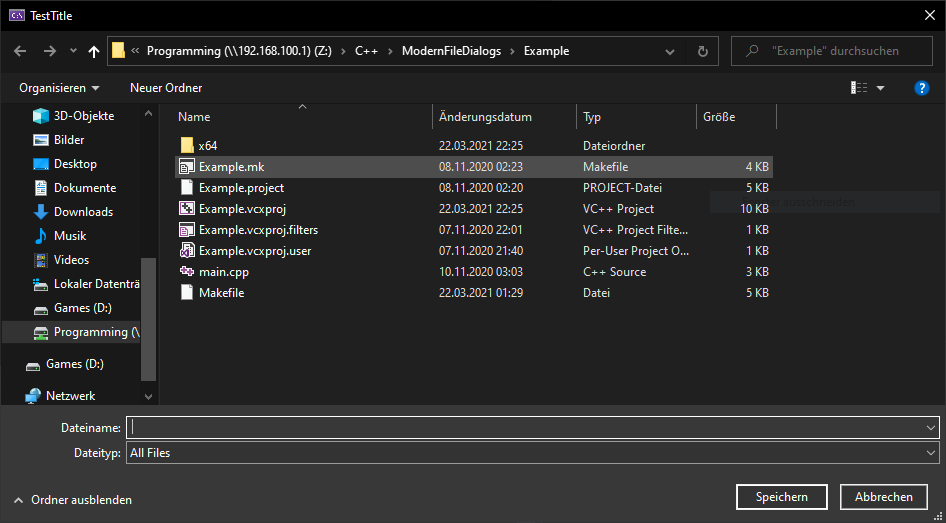 TestTitle
Programming (\\192.168.100.1) (Z:) C++ ModernFileDialogs Example "Example" durchsuchen
Organisieren Neuer Ordner
Name Änderungsdatum Typ Größe
3D-Objekte
Bilder
Desktop
Dokumente
Downloads
Musik
Videos
Lokaler Datenträ
Games (D:)
Programming (\
Games (D:)
Netzwerk
x64 22.03.2021 22:25 Dateiordner
Example.mk 08.11.2020 02:23 Makefile 4 KB
Example.project 08.11.2020 02:20 PROJECT-Datei 5 KB
Example.vcxproj 22.03.2021 22:25 VC++ Project 10 KB
Example.vcxproj.filters 07.11.2020 22:01 VC++ Project Filte... 1 KB
Example.vcxproj.user 07.11.2020 21:40 Per-User Project O... 1 KB
main.cpp 10.11.2020 03:03 C++ Source 3 KB
Makefile 22.03.2021 01:29 Datei 5 KB
Dateiname:
Dateityp: All Files
Ordner ausblenden
Speichern Abbrechen